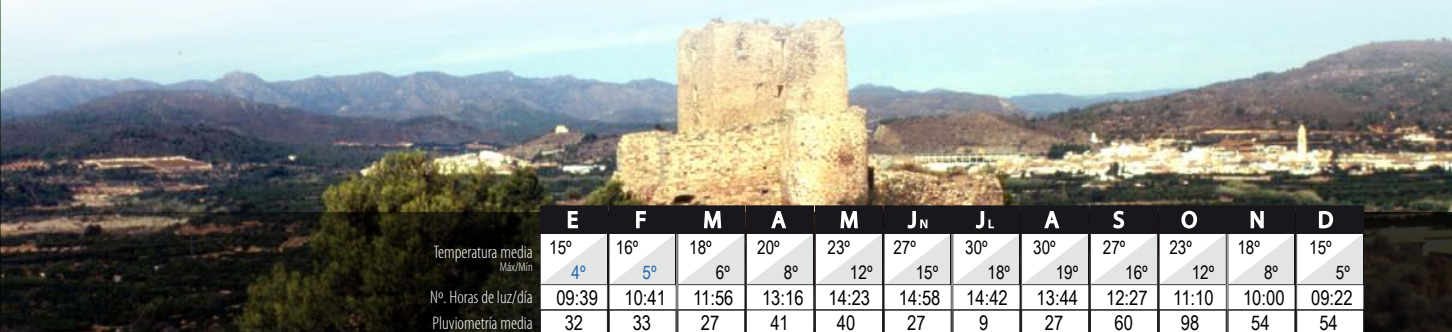 E F M A M JN JL A S O N D
Temperatura media 15º 16º 18º 20º 23º 27º 30º 30º 27º 23º 18º 15º
Máx/Mín 4º 5º 6º 8º 12º 15º 18º 19º 16º 12º 8º 5º
Nº. Horas de luz/día 09:39 10:41 11:56 13:16 14:23 14:58 14:42 13:44 12:27 11:10 10:00 09:22
Pluviometría media 32 33 27 41 40 27 9 27 60 98 54 54